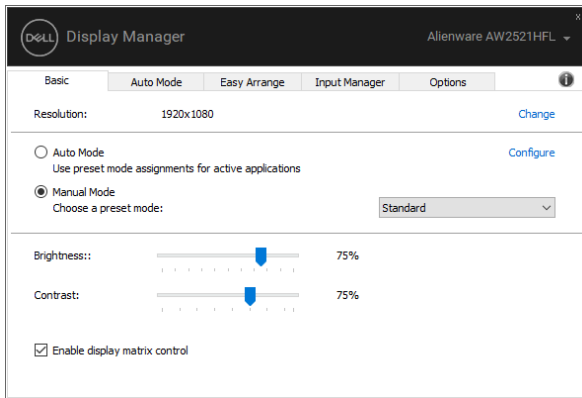 DELL Display Manager
Alienware AW2521HFL
Basic Auto Mode Easy Arrange Input Manager Options
Resolution: 1920x1080 Change
Auto Mode Configure
Use preset mode assignments for active applications
Manual Mode
Choose a preset mode: Standard
Brightness:: 75%
Contrast: 75%
Enable display matrix control